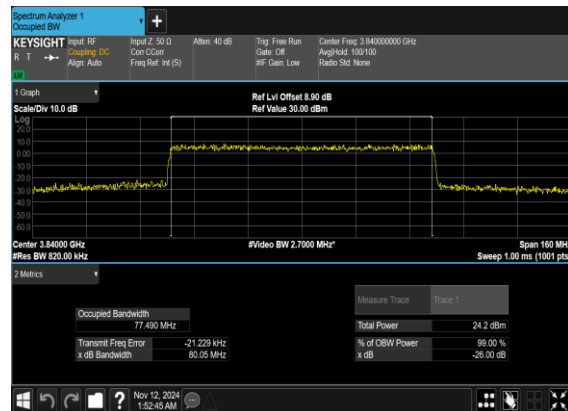 Spectrum Analyzer 1
Occupied BW
+
KEYSIGHT Input: RF Input Z: 50 Ω Atten: 40 dB Trig: Free Run Center Freq: 3.840000000 GHz
R T Coupling: DC Corr CCorr Gate: Off Avg|Hold: 100/100
Align: Auto Freq Ref: Int (S) #IF Gain: Low Radio Std: None
LW
1 Graph
Ref Lvl Offset 8.90 dB
Scale/Div 10.0 dB Ref Value 30.00 dBm
Log
20.0
10.0
0.00
-10.0
-20.0
-30.0
-40.0
-50.0
-60.0
Center 3.84000 GHz #Video BW 2.7000 MHz* Span 160 MHz
#Res BW 820.00 kHz Sweep 1.00 ms (1001 pts)
2 Metrics
Measure Trace Trace 1
Occupied Bandwidth
77.490 MHz Total Power 24.2 dBm
Transmit Freq Error -21.229 kHz % of OBW Power 99.00 %
x dB Bandwidth 80.05 MHz x dB -26.00 dB
? Nov 12, 2024
1:52:45 AM